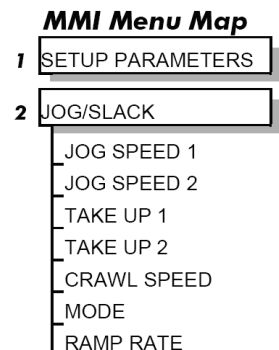 MMI Menu Map
1 SETUP PARAMETERS
2 JOG/SLACK
JOG SPEED 1
JOG SPEED 2
TAKE UP 1
TAKE UP 2
CRAWL SPEED
MODE
RAMP RATE